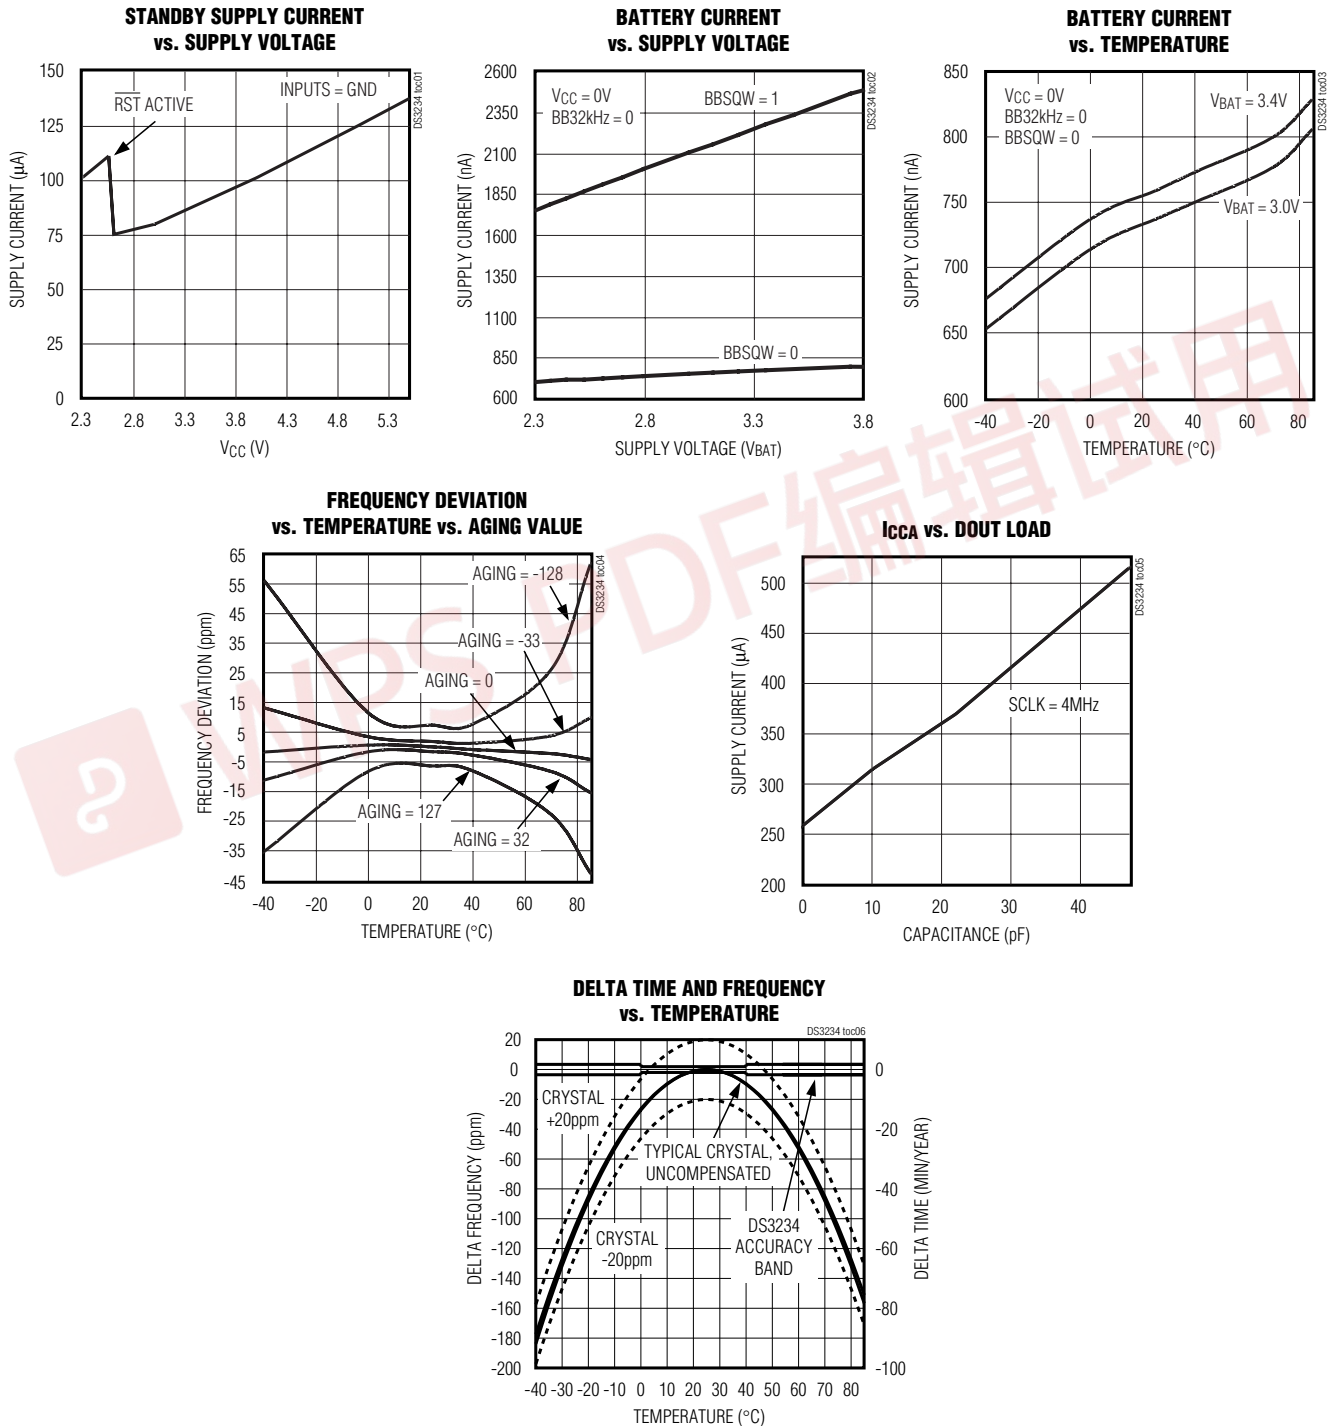 STANDBY SUPPLY CURRENT
vs. SUPPLY VOLTAGE
150
125
100
75
50
25
0
SUPPLY CURRENT (µA)
RST ACTIVE
INPUTS = GND
DS3234 toc01
2.3 2.8 3.3 3.8 4.3 4.8 5.3
VCC (V)
BATTERY CURRENT
vs. SUPPLY VOLTAGE
2600
2350
2100
1850
1600
1350
1100
850
600
SUPPLY CURRENT (nA)
VCC = 0V
BB32kHz = 0
BBSQW = 1
BBSQW = 0
DS3234 toc02
2.3 2.8 3.3 3.8
SUPPLY VOLTAGE (VBAT)
BATTERY CURRENT
vs. TEMPERATURE
850
800
750
700
650
600
SUPPLY CURRENT (nA)
VCC = 0V
BB32kHz = 0
BBSQW = 0
VBAT = 3.4V
VBAT = 3.0V
DS3234 toc03
-40 -20 0 20 40 60 80
TEMPERATURE (°C)
FREQUENCY DEVIATION
vs. TEMPERATURE vs. AGING VALUE
65
55
45
35
25
15
5
-5
-15
-25
-35
-45
FREQUENCY DEVIATION (ppm)
AGING = -128
AGING = -33
AGING = 0
AGING = 127
AGING = 32
DS3234 toc04
-40 -20 0 20 40 60 80
TEMPERATURE (°C)
ICCA vs. DOUT LOAD
500
450
400
350
300
250
200
SUPPLY CURRENT (µA)
SCLK = 4MHz
DS3234 toc05
0 10 20 30 40
CAPACITANCE (pF)
DELTA TIME AND FREQUENCY
vs. TEMPERATURE
DS3234 toc06
20
0
-20
-40
-60
-80
-100
-120
-140
-160
-180
-200
DELTA FREQUENCY (ppm)
CRYSTAL
+20ppm
TYPICAL CRYSTAL,
UNCOMPENSATED
CRYSTAL
-20ppm
DS3234
ACCURACY
BAND
0
-20
-40
-60
-80
-100
DELTA TIME (MIN/YEAR)
-40 -30 -20 -10 0 10 20 30 40 50 60 70 80
TEMPERATURE (°C)
WPS PDF编辑试用